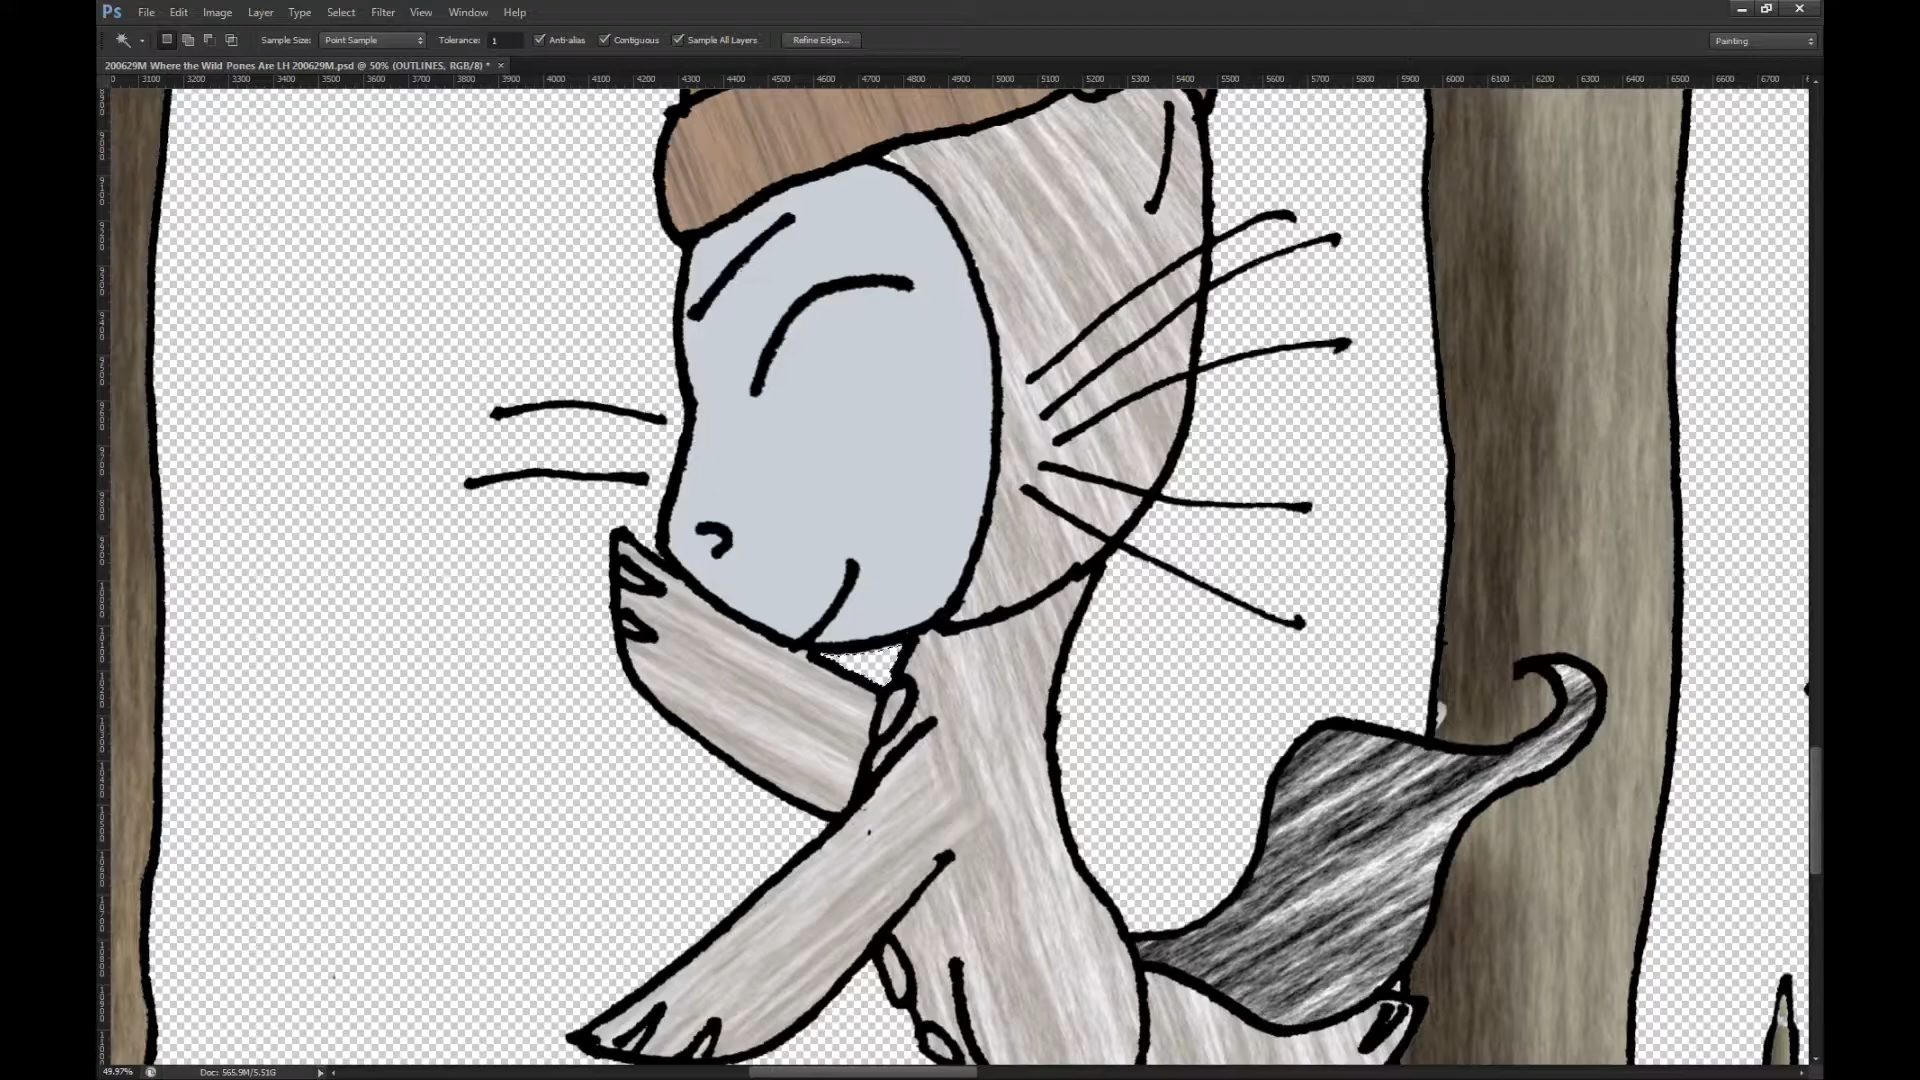 Ps File Edit Image Layer Type Select Filter View Window Help
Sample Size: Point Sample Tolerance: 1 Anti-alias Contiguous Sample All Layers Refine Edge... Painting
200629M Where the Wild Pones Are LH 200629M.psd @ 50% (OUTLINES, RGB/8) * ×
0 3100 3200 3300 3400 3500 3600 3700 3800 3900 4000 4100 4200 4300 4400 4500 4600 4700 4800 4900 5000 5100 5200 5300 5400 5500 5600 5700 5800 5900 6000 6100 6200 6300 6400 6500 6600 6700
49.97% Doc: 565.9M/5.51G